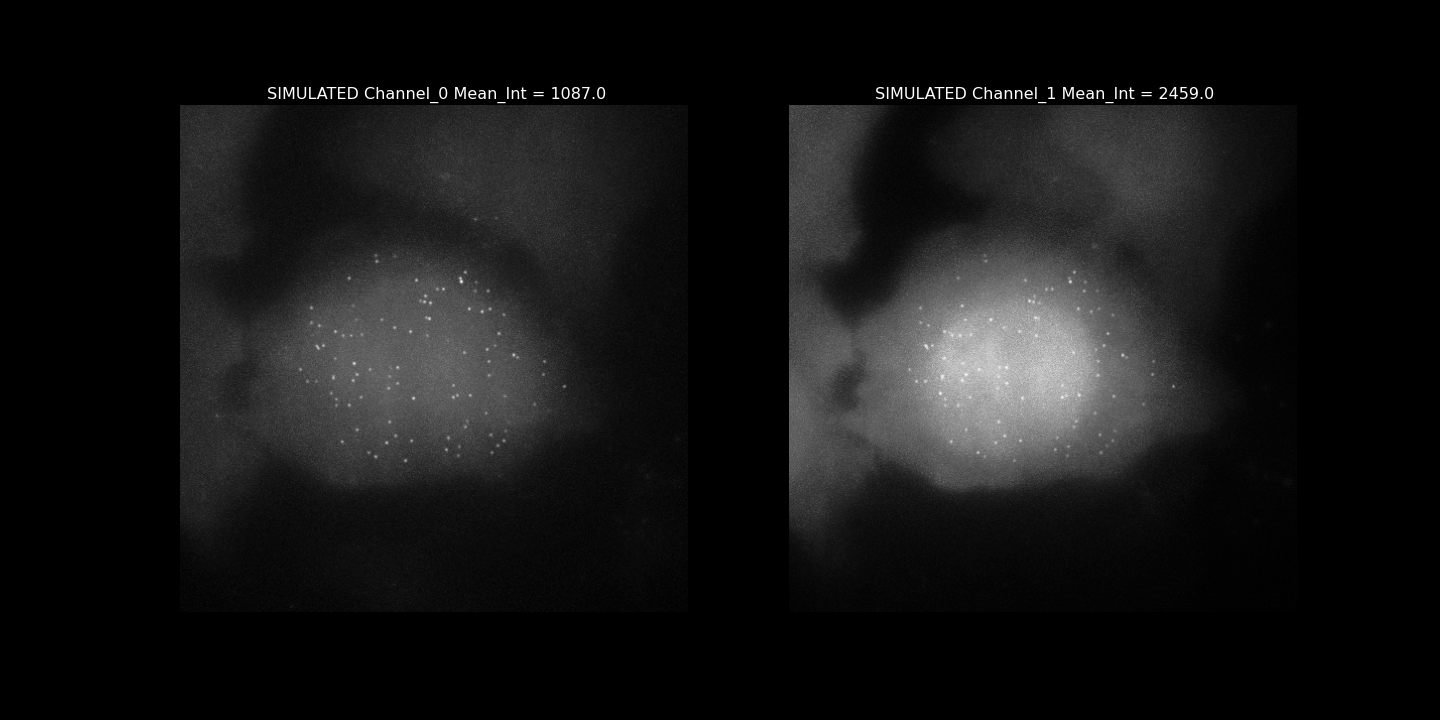 SIMULATED Channel_0 Mean_Int = 1087.0
SIMULATED Channel_1 Mean_Int = 2459.0